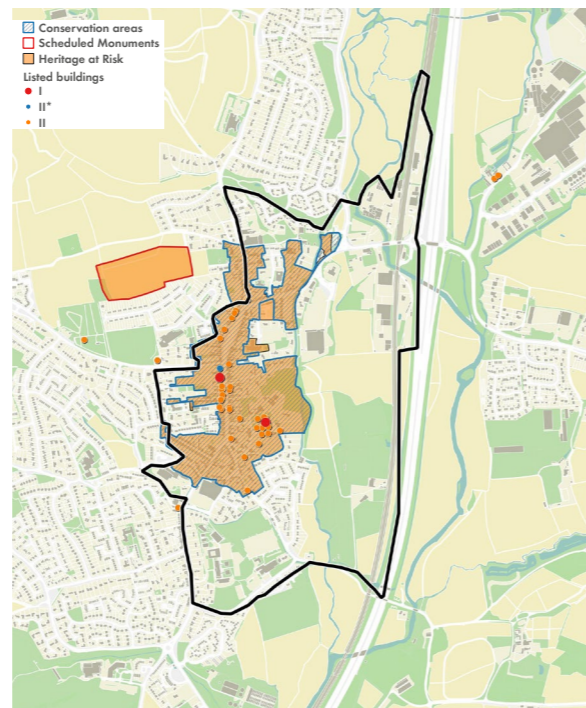 Conservation areas
Scheduled Monuments
Heritage at Risk
Listed buildings
I
II*
II